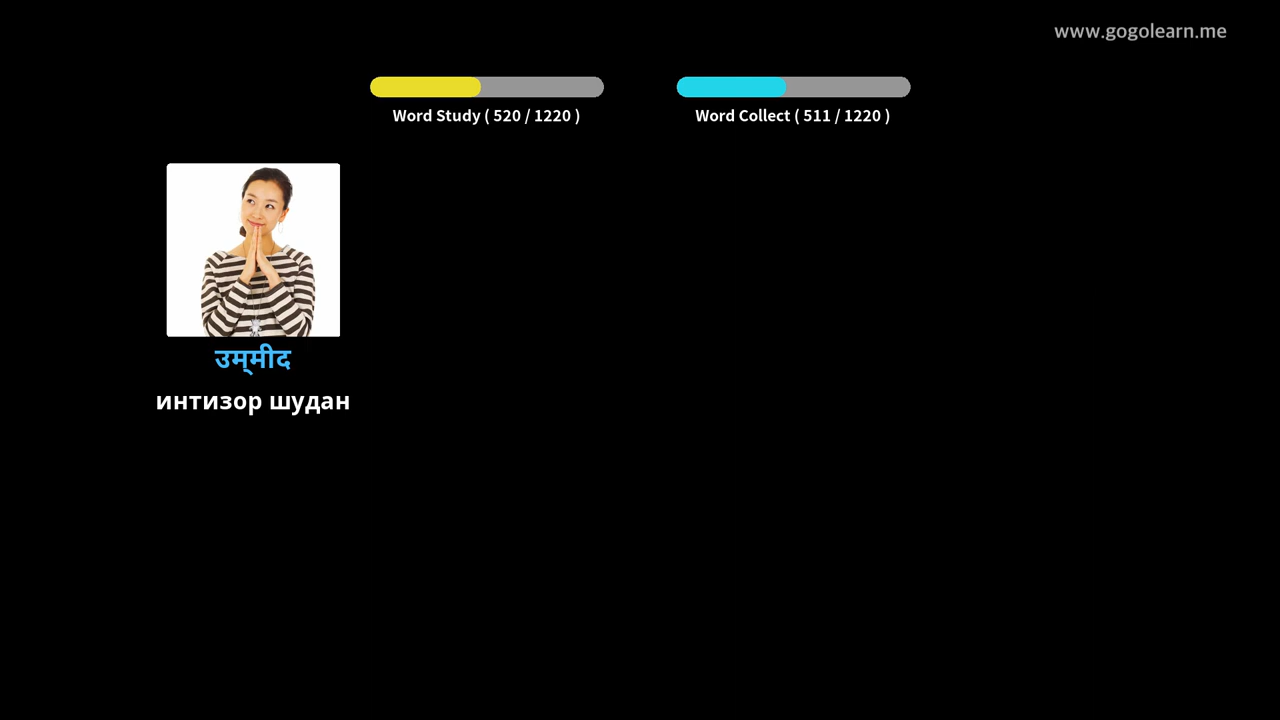 www.gogolearn.me
Word Study ( 520 / 1220 )
Word Collect ( 511 / 1220 )
उम्मीद
интизор шудан